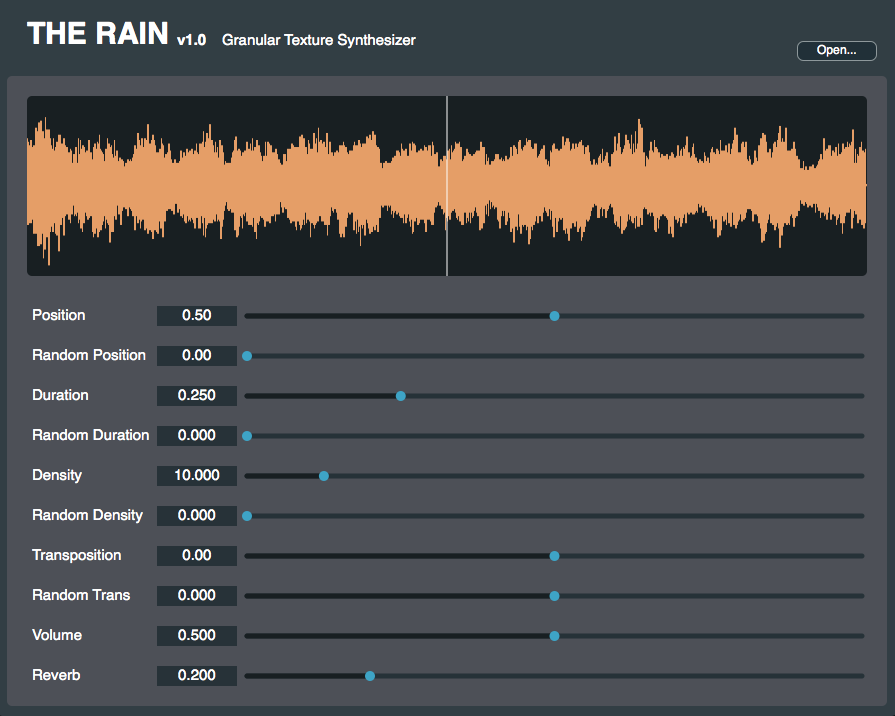 THE RAIN v1.0 Granular Texture Synthesizer
Open...
Position 0.50
Random Position 0.00
Duration 0.250
Random Duration 0.000
Density 10.000
Random Density 0.000
Transposition 0.00
Random Trans 0.000
Volume 0.500
Reverb 0.200